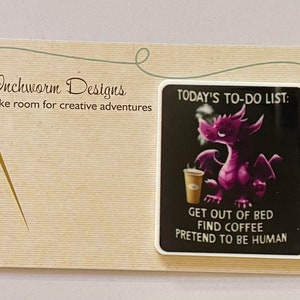 Inchworm Designs
ke room for creative adventures
TODAY'S TO-DO LIST:
GET OUT OF BED
FIND COFFEE
PRETEND TO BE HUMAN